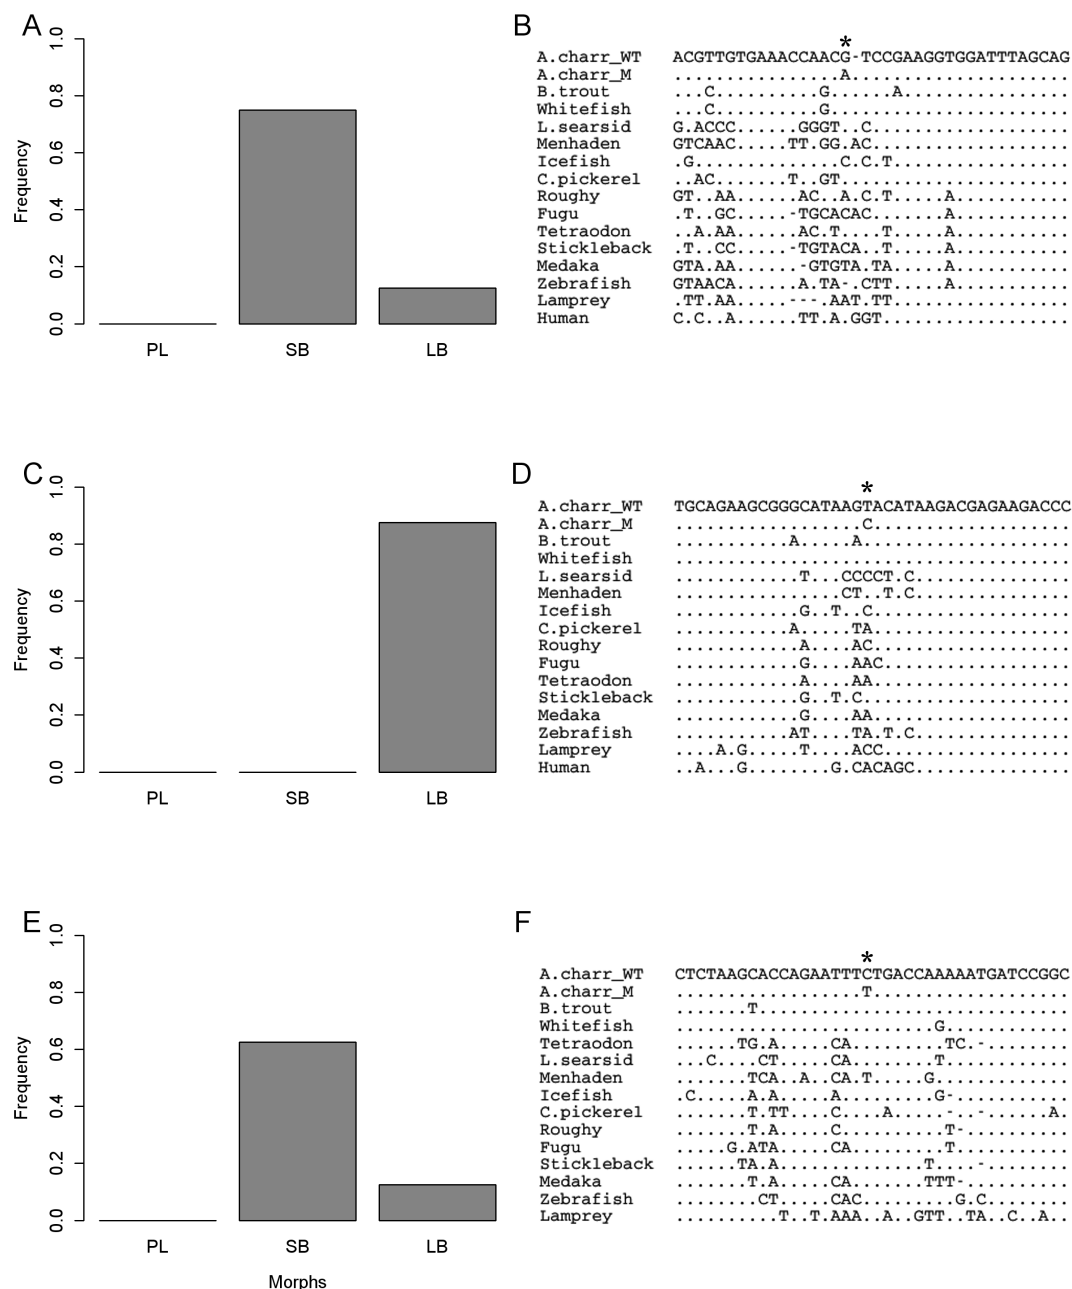 A
1.0
0.8
0.6
0.4
0.2
0.0
Frequency
PL SB LB
B
*
A.charr_WT ACGTTGTGAAACCAACG-TCCGAAGGTGGATTTAGCAG
A.charr_M ................A.....................
B.trout ...C..........G......A................
Whitefish ...C..........G.......................
L.searsid G.ACCC......GGGT..C...................
Menhaden GTCAAC.....TT.GG.AC...................
Icefish .G..............C.C.T.................
C.pickerel ..AC.......T..GT......................
Roughy GT..AA......AC..A.C.T.....A...........
Fugu .T..GC.....-TGCACAC.......A...........
Tetraodon ..A.AA......AC.T....T.....A...........
Stickleback .T..CC.....-TGTACA..T.....A...........
Medaka GTA.AA......-GTGTA.TA.....A...........
Zebrafish GTAACA......A.TA-.CTT.....A...........
Lamprey .TT.AA.....---.AAT.TT.................
Human C.C..A......TT.A.GGT..................
C
1.0
0.8
0.6
0.4
0.2
0.0
Frequency
PL SB LB
D
*
A.charr_WT TGCAGAAGCGGGCATAAGTACATAAGACGAGAAGACCC
A.charr_M ..................C...................
B.trout ...........A.....A....................
Whitefish ......................................
L.searsid ............T...CCCCT.C...............
Menhaden ................CT..T.C...............
Icefish ............G..T..C...................
C.pickerel ...........A.....TA...................
Roughy ............A....AC...................
Fugu ............G....AAC..................
Tetraodon ............A....AA...................
Stickleback ............G..T.C....................
Medaka ............G....AA...................
Zebrafish ...........AT....TA.T.C...............
Lamprey ....A.G.....T....ACC..................
Human ..A...G........G.CACAGC...............
E
1.0
0.8
0.6
0.4
0.2
0.0
Frequency
PL SB LB
Morphs
F
*
A.charr_WT CTCTAAGCACCAGAATTTCTGACCAAAAATGATCCGGC
A.charr_M ..................T...................
B.trout .......T..............................
Whitefish .........................G............
Tetraodon ......TG.A.....CA.........TC.-........
L.searsid ...C....CT.....CA........T............
Menhaden .......TCA..A..CA.T.....G.............
Icefish .C.....A.A.....A.........G-...........
C.pickerel .......T.TT....C....A.....-..-......A.
Roughy .......T.A.....C..........T-..........
Fugu .....G.ATA.....CA.........T...........
Stickleback ......TA.A..............T....-........
Medaka .......T.A.....CA.......TTT-..........
Zebrafish ........CT.....CAC.........G.C........
Lamprey ..........T..T.AAA..A..GTT..TA..C..A..